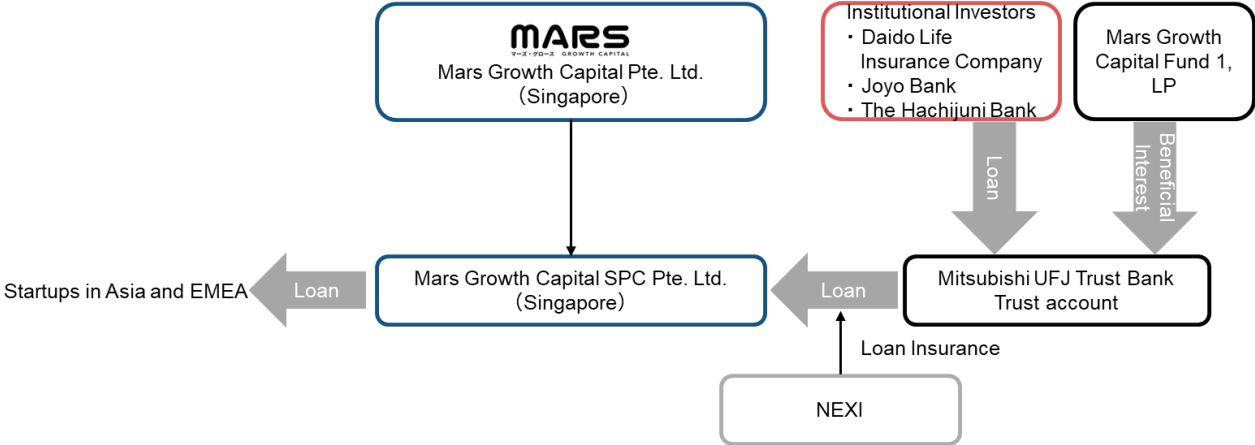 MARS
マーズ・グロース GROWTH CAPITAL
Mars Growth Capital Pte. Ltd.
（Singapore）
Institutional Investors
・ Daido Life
Insurance Company
・ Joyo Bank
・ The Hachijuni Bank
Mars Growth
Capital Fund 1,
LP
Loan
Beneficial
Interest
Startups in Asia and EMEA
Loan
Mars Growth Capital SPC Pte. Ltd.
（Singapore）
Loan
Mitsubishi UFJ Trust Bank
Trust account
Loan Insurance
NEXI